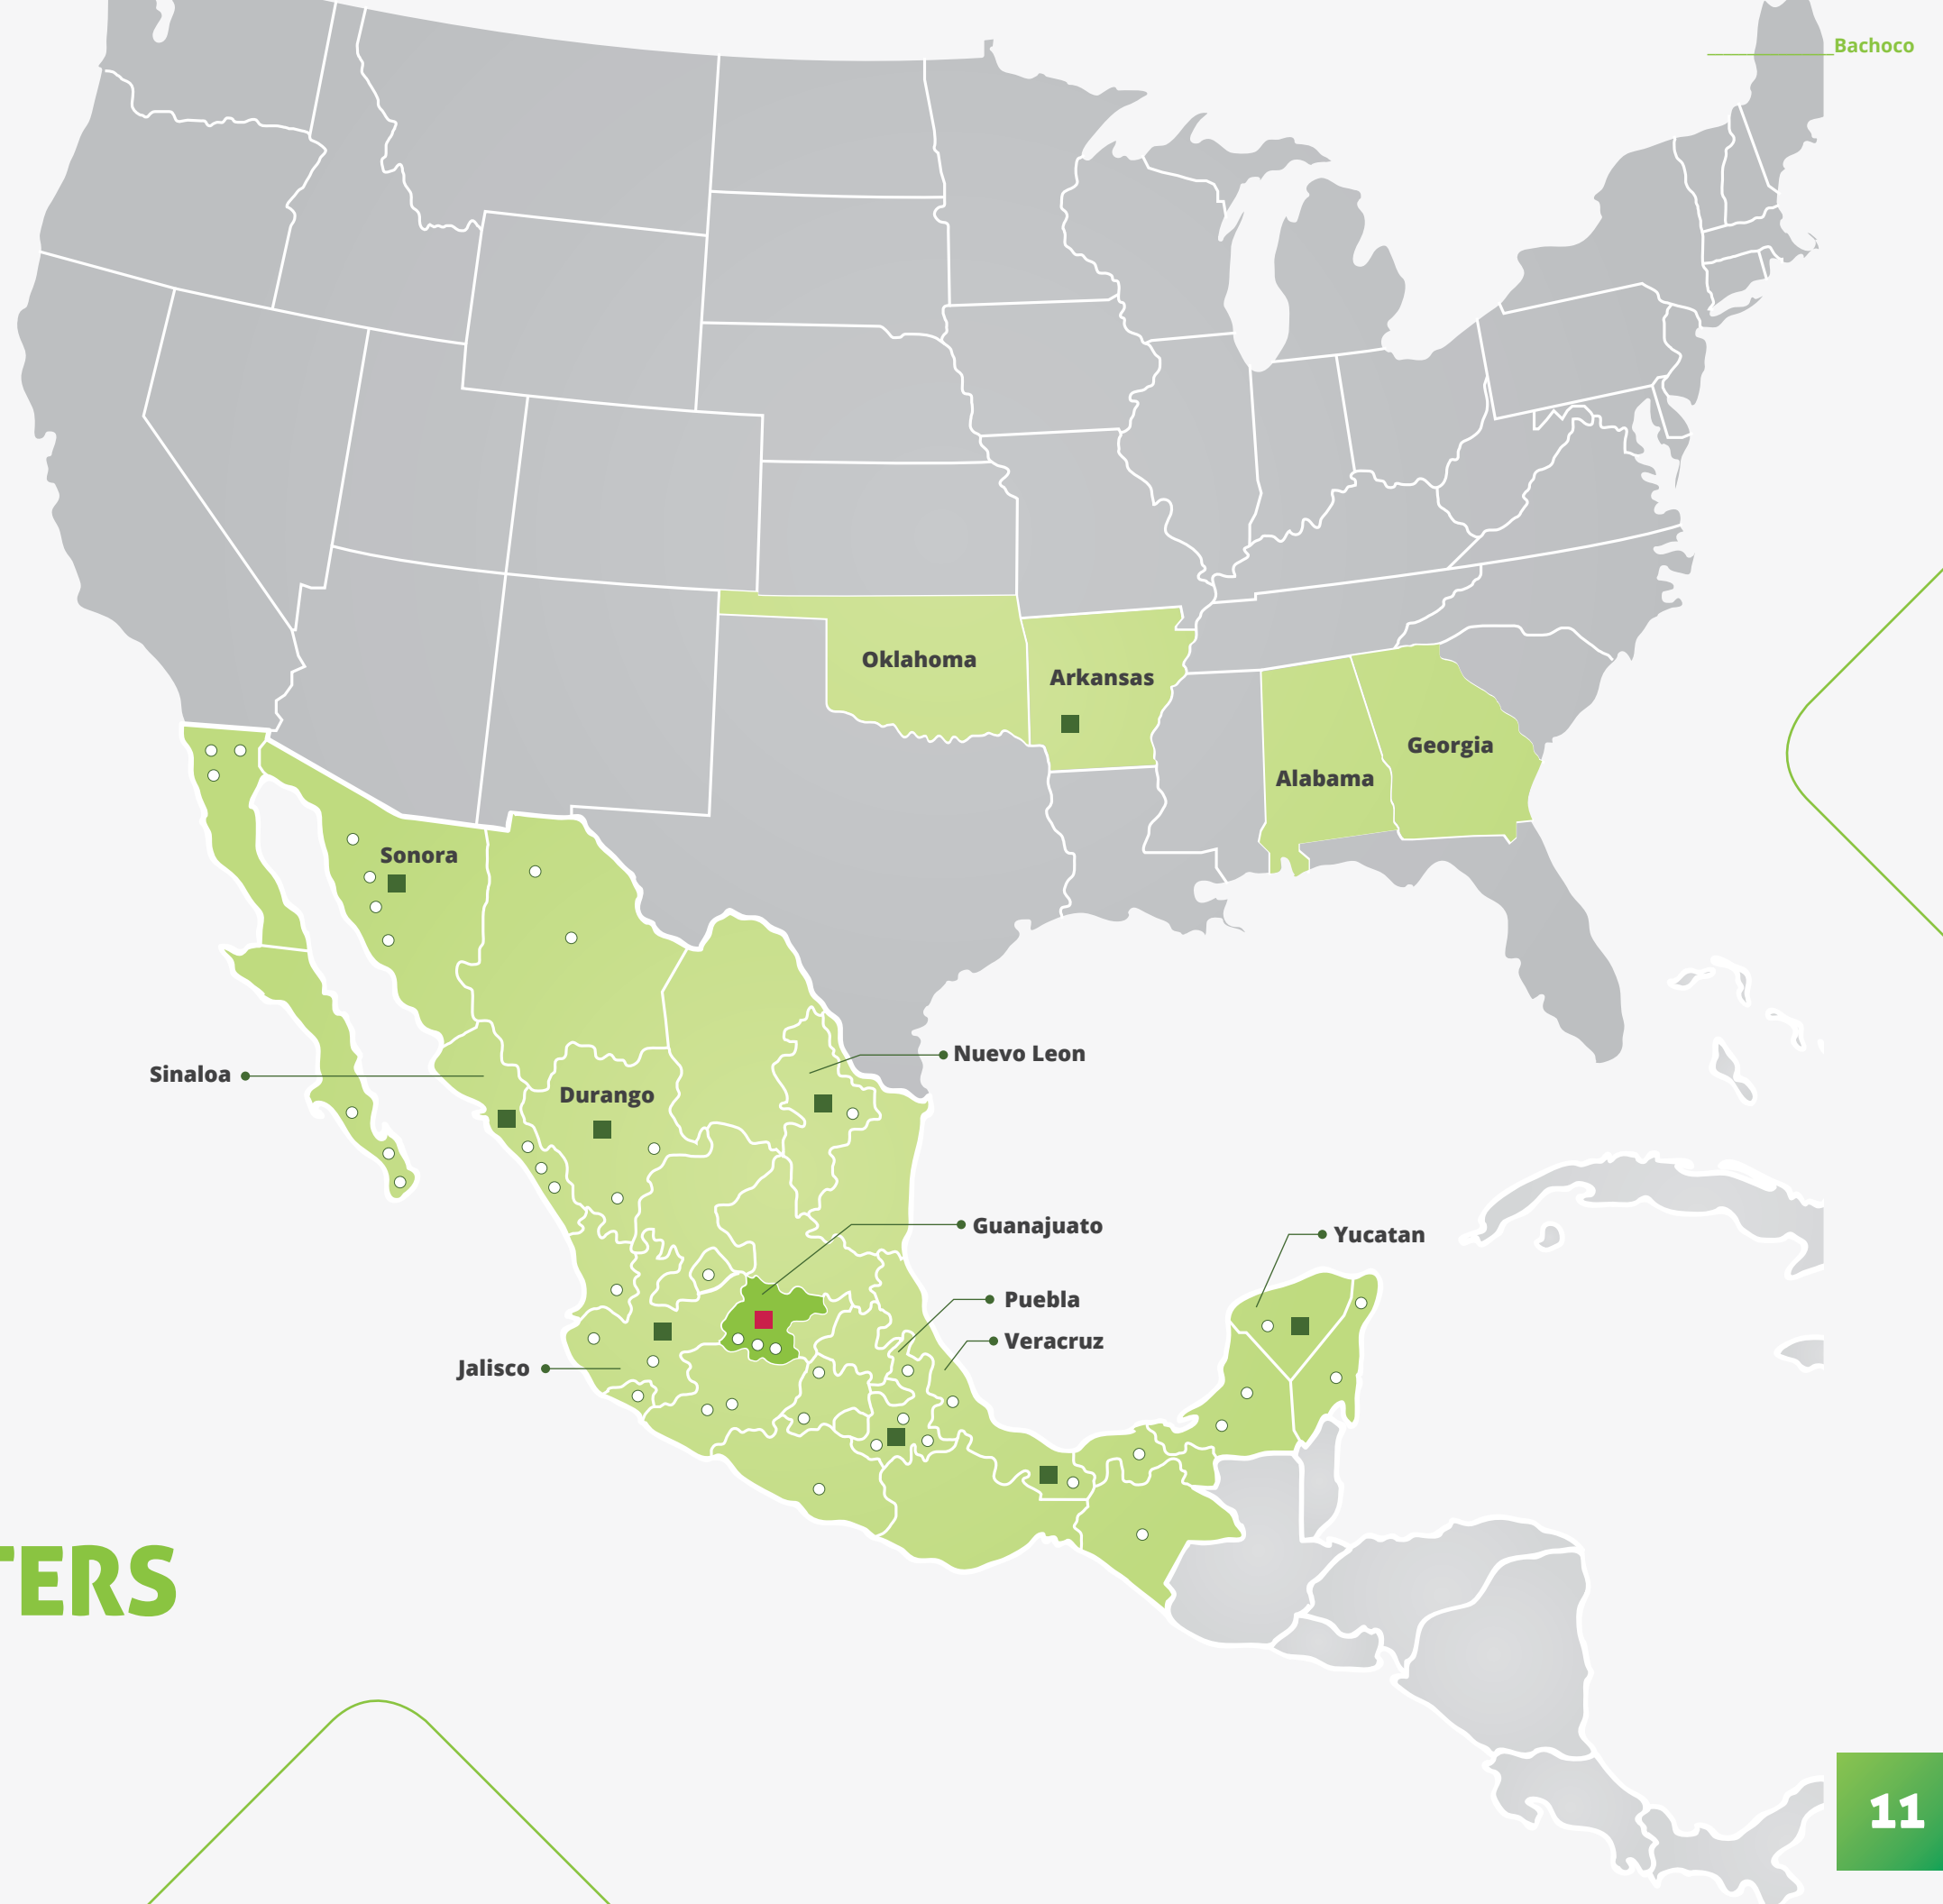 Bachoco
Oklahoma
Arkansas
Georgia
Alabama
Sonora
Nuevo Leon
Sinaloa
Durango
Guanajuato
Yucatan
Puebla
Veracruz
Jalisco
TERS
11